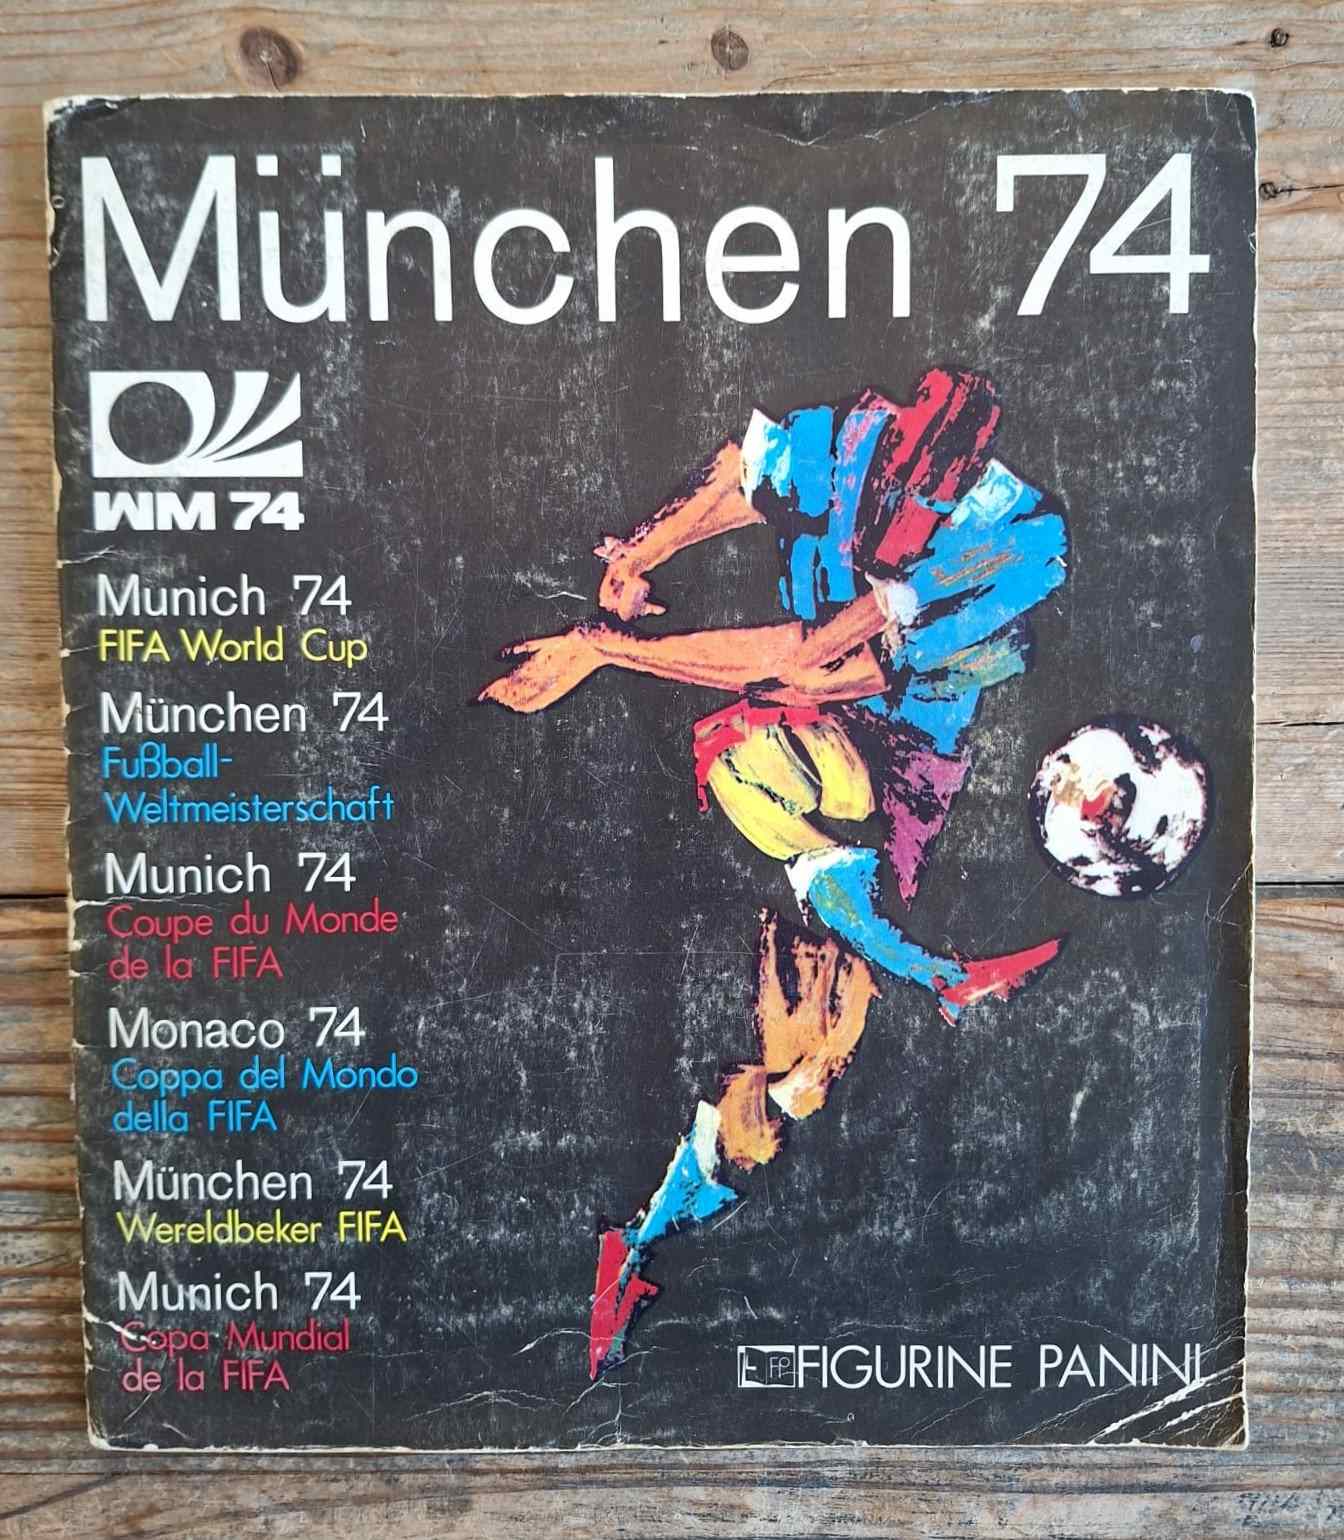 München 74
WM 74
Munich 74
FIFA World Cup
München 74
Fußball-
Weltmeisterschaft
Munich 74
Coupe du Monde
de la FIFA
Monaco 74
Coppa del Mondo
della FIFA
München 74
Wereldbeker FIFA
Munich 74
Copa Mundial
de la FIFA
FP FIGURINE PANINI